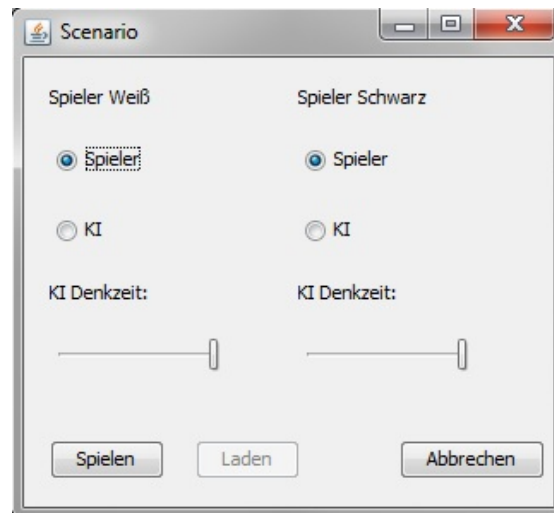 Scenario
Spieler Weiß Spieler Schwarz
Spieler Spieler
KI KI
KI Denkzeit: KI Denkzeit:
Spielen Laden Abbrechen